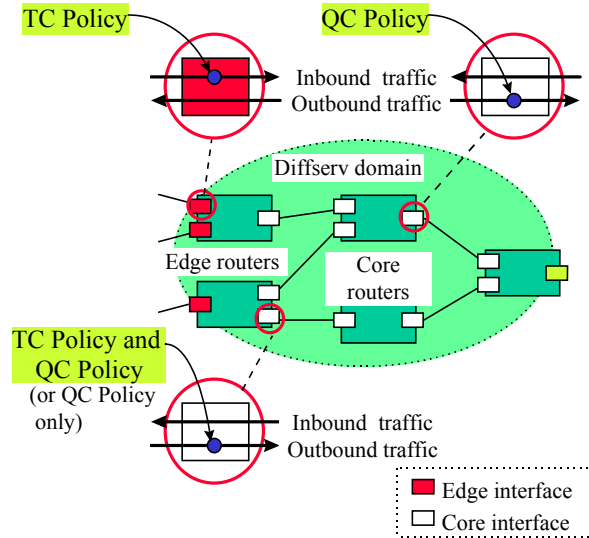 TC Policy
QC Policy
Inbound traffic
Outbound traffic
Diffserv domain
Edge routers
Core
routers
TC Policy and
QC Policy
(or QC Policy
only)
Inbound traffic
Outbound traffic
Edge interface
Core interface